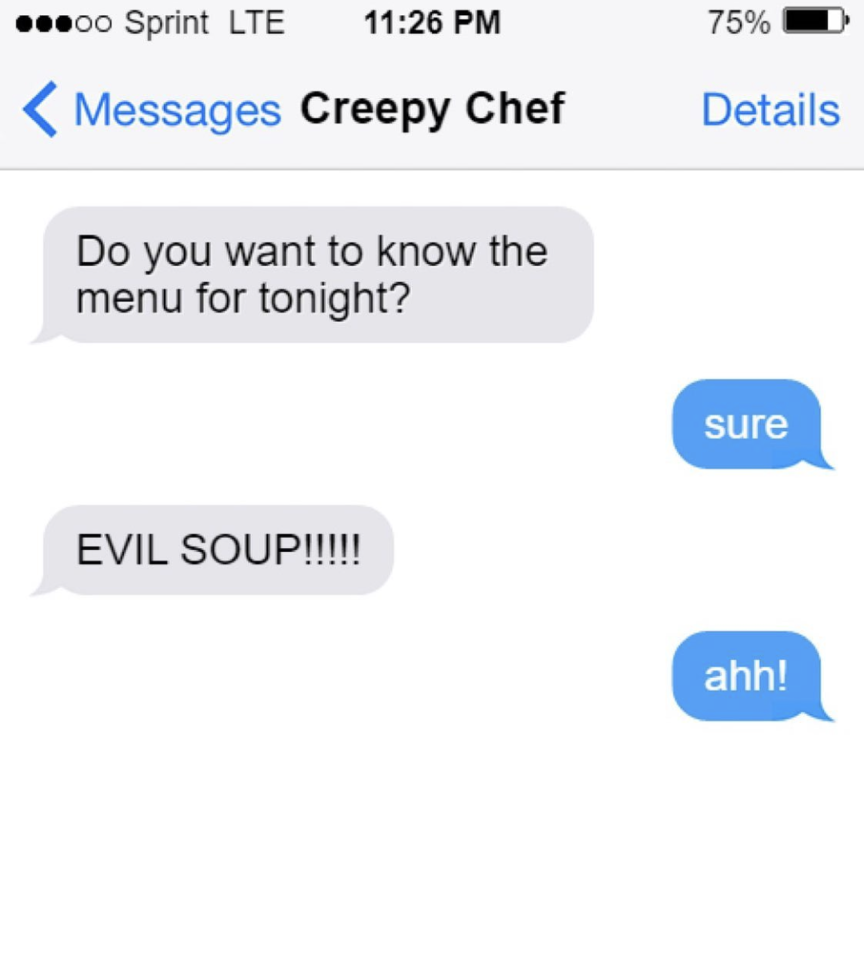 Sprint LTE 11:26 PM 75%
Messages Creepy Chef Details
Do you want to know the
menu for tonight?
sure
EVIL SOUP!!!!!
ahh!